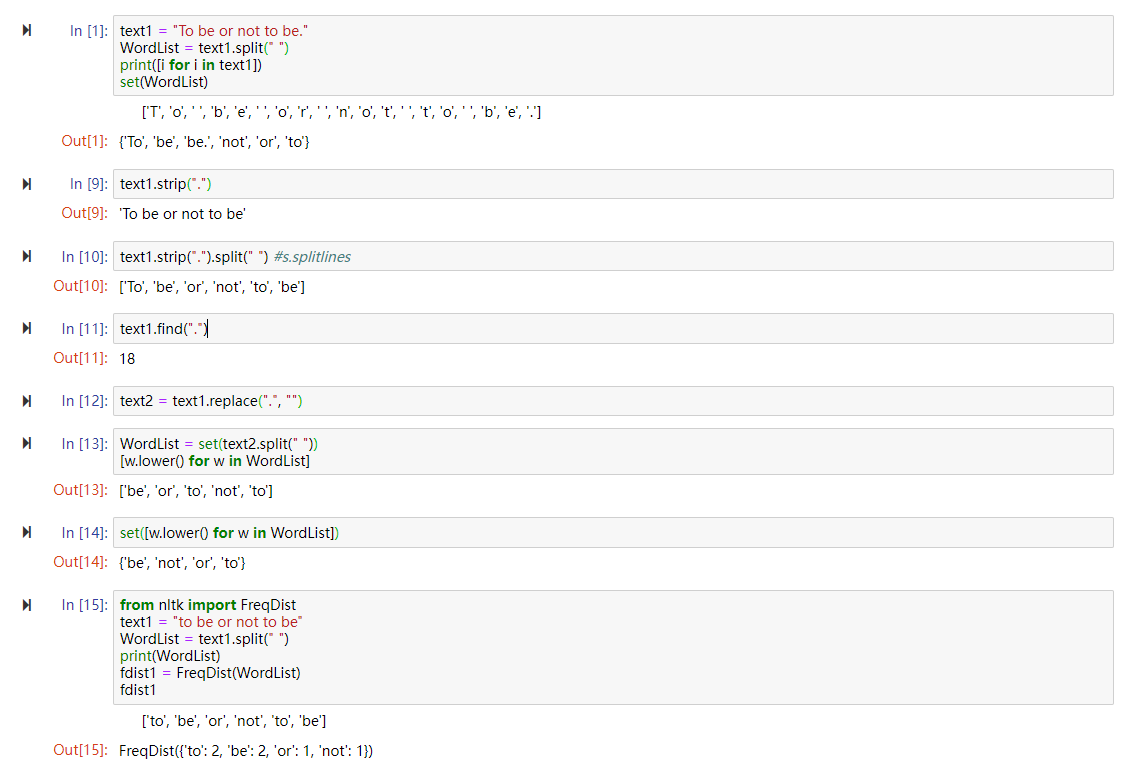 In [1]: text1 = "To be or not to be."
WordList = text1.split(" ")
print([i for i in text1])
set(WordList)
['T', 'o', ' ', 'b', 'e', ' ', 'o', 'r', ' ', 'n', 'o', 't', ' ', 't', 'o', ' ', 'b', 'e', '.']
Out[1]: {'To', 'be', 'be.', 'not', 'or', 'to'}
In [9]: text1.strip(".")
Out[9]: 'To be or not to be'
In [10]: text1.strip(".").split(" ") #s.splitlines
Out[10]: ['To', 'be', 'or', 'not', 'to', 'be']
In [11]: text1.find(".")
Out[11]: 18
In [12]: text2 = text1.replace(".", "")
In [13]: WordList = set(text2.split(" "))
[w.lower() for w in WordList]
Out[13]: ['be', 'or', 'to', 'not', 'to']
In [14]: set([w.lower() for w in WordList])
Out[14]: {'be', 'not', 'or', 'to'}
In [15]: from nltk import FreqDist
text1 = "to be or not to be"
WordList = text1.split(" ")
print(WordList)
fdist1 = FreqDist(WordList)
fdist1
['to', 'be', 'or', 'not', 'to', 'be']
Out[15]: FreqDist({'to': 2, 'be': 2, 'or': 1, 'not': 1})